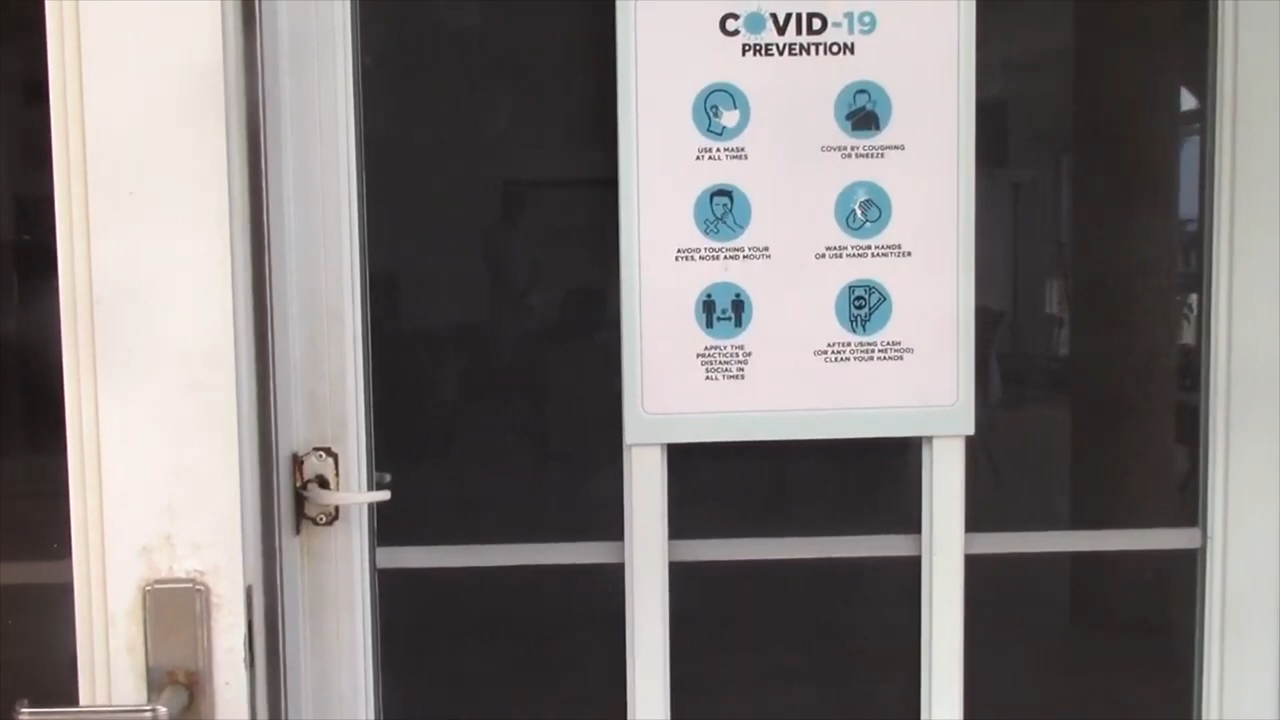 COVID-19
PREVENTION
USE A MASK
AT ALL TIMES
COVER BY COUGHING
OR SNEEZE
AVOID TOUCHING YOUR
EYES, NOSE AND MOUTH
WASH YOUR HANDS
OR USE HAND SANITIZER
APPLY THE
PRACTICES OF
DISTANCING
SOCIAL IN
ALL TIMES
AFTER USING CASH
(OR ANY OTHER METHOD)
CLEAN YOUR HANDS